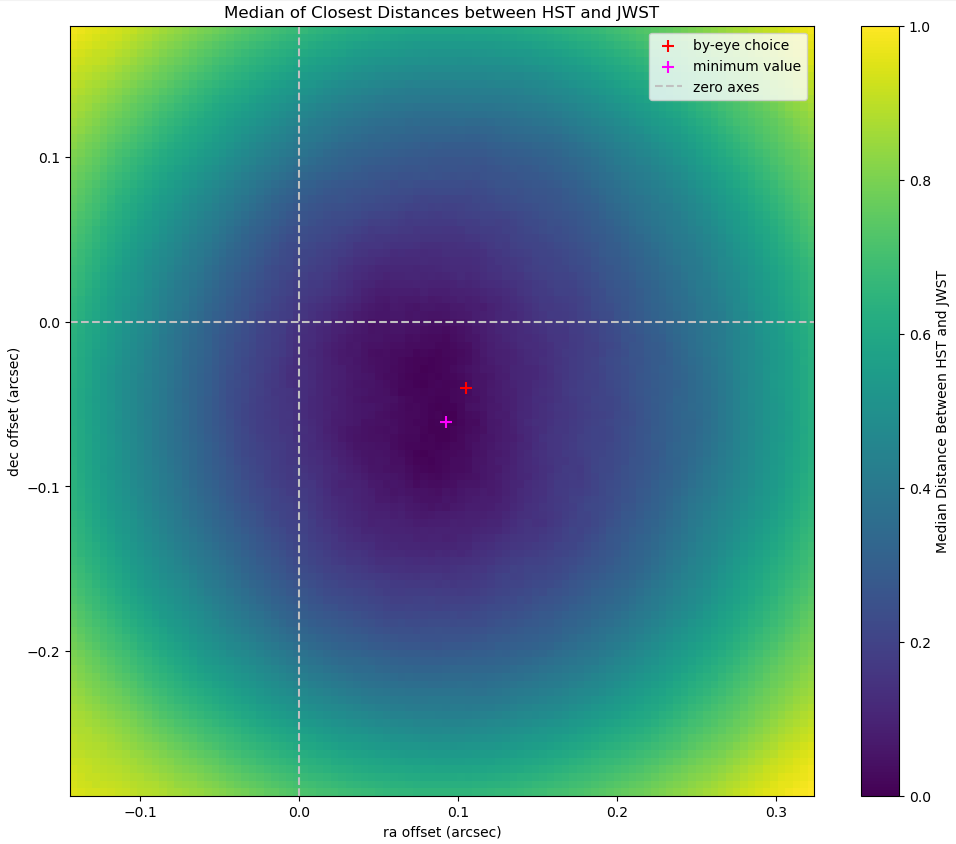 Median of Closest Distances between HST and JWST
by-eye choice
minimum value
zero axes
0.1
0.0
−0.1
−0.2
dec offset (arcsec)
−0.1
0.0
0.1
0.2
0.3
ra offset (arcsec)
1.0
0.8
0.6
0.4
0.2
0.0
Median Distance Between HST and JWST